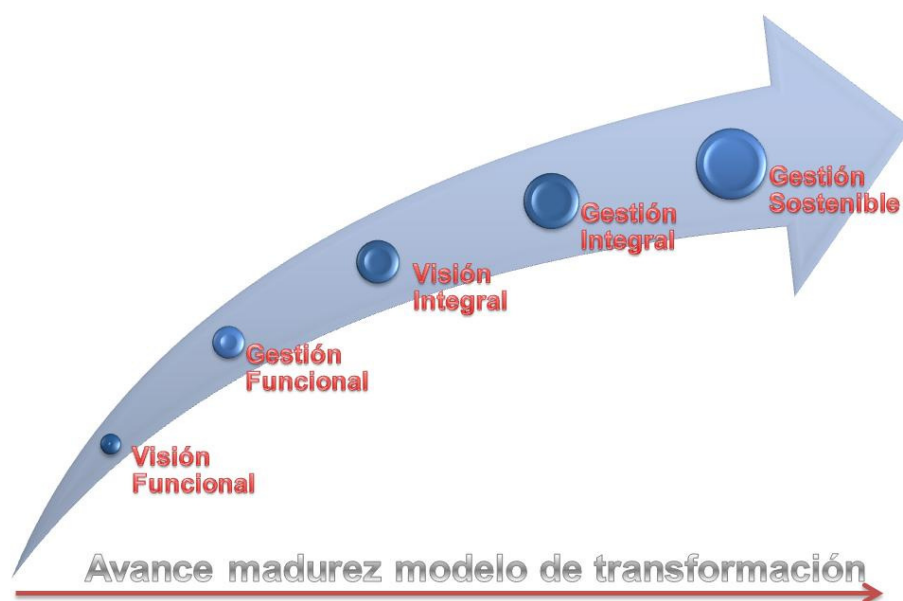 Gestión
Sostenible
Gestión
Integral
Visión
Integral
Gestión
Funcional
Visión
Funcional
Avance madurez modelo de transformación